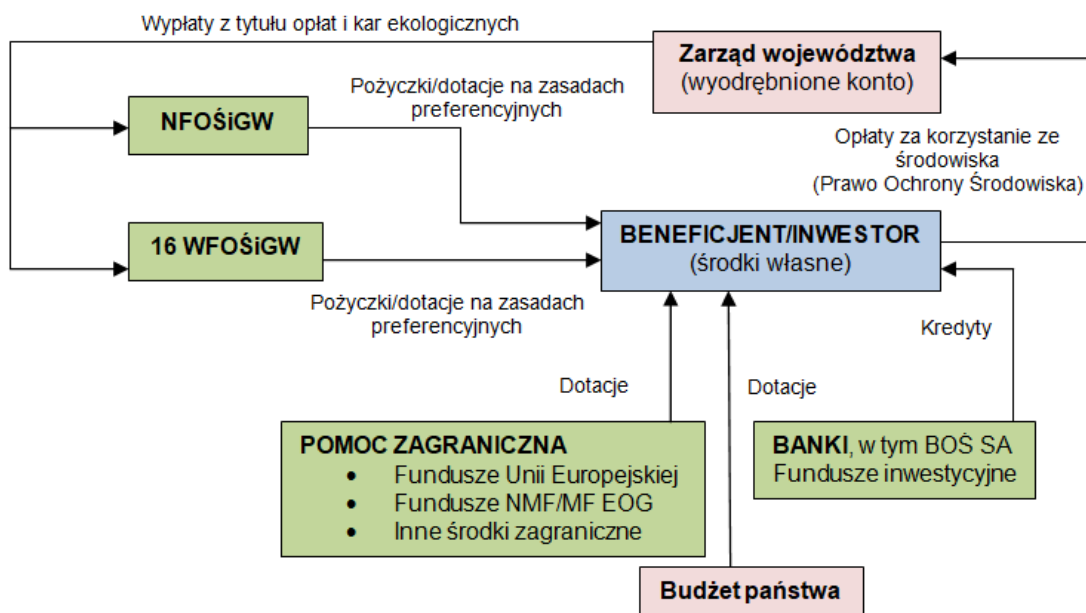 Wypłaty z tytułu opłat i kar ekologicznych
Zarząd województwa
(wyodrębnione konto)
NFOŚiGW
Pożyczki/dotacje na zasadach
preferencyjnych
Opłaty za korzystanie ze
środowiska
(Prawo Ochrony Środowiska)
16 WFOŚiGW
BENEFICJENT/INWESTOR
(środki własne)
Pożyczki/dotacje na zasadach
preferencyjnych
Kredyty
Dotacje
Dotacje
POMOC ZAGRANICZNA
• Fundusze Unii Europejskiej
• Fundusze NMF/MF EOG
• Inne środki zagraniczne
BANKI, w tym BOŚ SA
Fundusze inwestycyjne
Budżet państwa